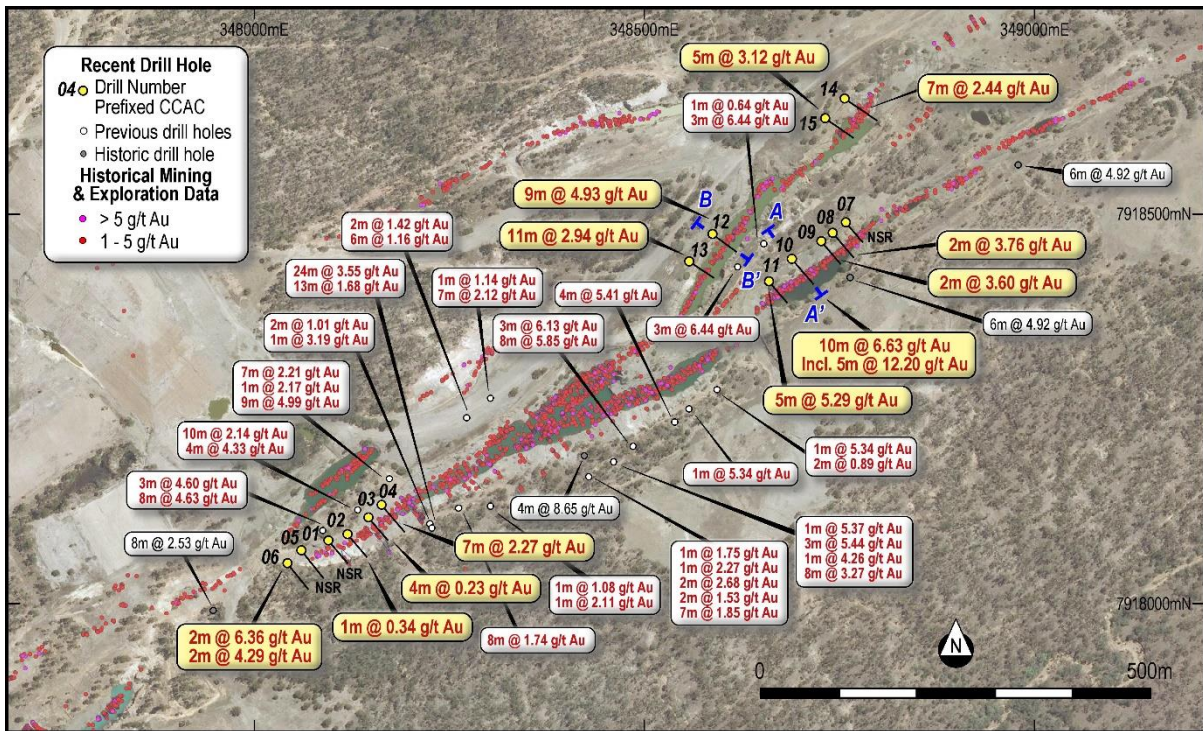 348000mE
348500mE
349000mE
Recent Drill Hole
04 Drill Number
Prefixed CCAC
Previous drill holes
Historic drill hole
Historical Mining
& Exploration Data
> 5 g/t Au
1 - 5 g/t Au
5m @ 3.12 g/t Au
14
7m @ 2.44 g/t Au
1m @ 0.64 g/t Au
3m @ 6.44 g/t Au
15
6m @ 4.92 g/t Au
9m @ 4.93 g/t Au
B
12
A
07
08
09
NSR
7918500mN
2m @ 1.42 g/t Au
6m @ 1.16 g/t Au
11m @ 2.94 g/t Au
13
10
2m @ 3.76 g/t Au
24m @ 3.55 g/t Au
13m @ 1.68 g/t Au
1m @ 1.14 g/t Au
7m @ 2.12 g/t Au
4m @ 5.41 g/t Au
B'
11
A'
2m @ 3.60 g/t Au
2m @ 1.01 g/t Au
1m @ 3.19 g/t Au
3m @ 6.13 g/t Au
8m @ 5.85 g/t Au
3m @ 6.44 g/t Au
6m @ 4.92 g/t Au
10m @ 6.63 g/t Au
Incl. 5m @ 12.20 g/t Au
7m @ 2.21 g/t Au
1m @ 2.17 g/t Au
9m @ 4.99 g/t Au
5m @ 5.29 g/t Au
10m @ 2.14 g/t Au
4m @ 4.33 g/t Au
1m @ 5.34 g/t Au
2m @ 0.89 g/t Au
3m @ 4.60 g/t Au
8m @ 4.63 g/t Au
1m @ 5.34 g/t Au
03
04
4m @ 8.65 g/t Au
8m @ 2.53 g/t Au
05
01
02
06
NSR
NSR
7m @ 2.27 g/t Au
1m @ 5.37 g/t Au
3m @ 5.44 g/t Au
1m @ 4.26 g/t Au
8m @ 3.27 g/t Au
1m @ 1.75 g/t Au
1m @ 2.27 g/t Au
2m @ 2.68 g/t Au
2m @ 1.53 g/t Au
7m @ 1.85 g/t Au
4m @ 0.23 g/t Au
1m @ 1.08 g/t Au
1m @ 2.11 g/t Au
7918000mN
2m @ 6.36 g/t Au
2m @ 4.29 g/t Au
1m @ 0.34 g/t Au
8m @ 1.74 g/t Au
N
0
500m